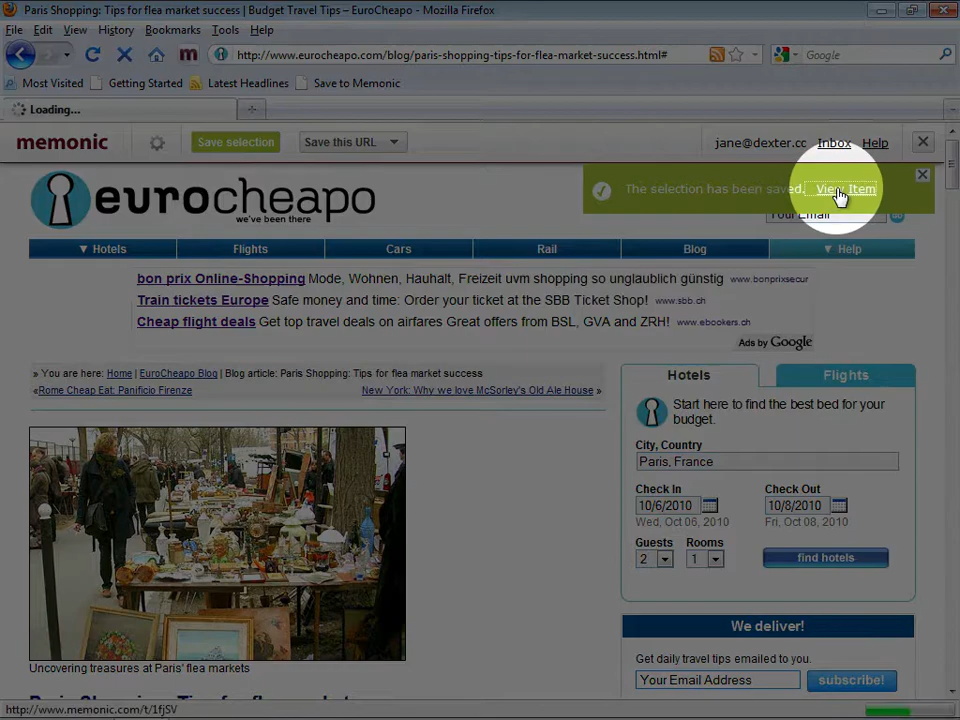 Paris Shopping: Tips for flea market success | Budget Travel Tips – EuroCheapo - Mozilla Firefox
File Edit View History Bookmarks Tools Help
http://www.eurocheapo.com/blog/paris-shopping-tips-for-flea-market-success.html# Google
Most Visited Getting Started Latest Headlines Save to Memonic
Loading...
memonic Save selection Save this URL jane@dexter.cc Inbox Help
The selection has been saved. View Item
eurocheapo
we've been there
Your Email
Hotels Flights Cars Rail Blog Help
bon prix Online-Shopping Mode, Wohnen, Hauhalt, Freizeit uvm shopping so unglaublich günstig www.bonprixsecur
Train tickets Europe Safe money and time: Order your ticket at the SBB Ticket Shop! www.sbb.ch
Cheap flight deals Get top travel deals on airfares Great offers from BSL, GVA and ZRH! www.ebookers.ch
Ads by Google
» You are here: Home | EuroCheapo Blog | Blog article: Paris Shopping: Tips for flea market success
«Rome Cheap Eat: Panificio Firenze New York: Why we love McSorley's Old Ale House »
Hotels Flights
Start here to find the best bed for your
budget.
City, Country
Paris, France
Check In Check Out
10/6/2010 10/8/2010
Wed, Oct 06, 2010 Fri, Oct 08, 2010
Guests Rooms
2 1 find hotels
We deliver!
Get daily travel tips emailed to you.
Your Email Address subscribe!
Uncovering treasures at Paris' flea markets
Paris Shopping: Tips for flea market
http://www.memonic.com/t/1fjSV